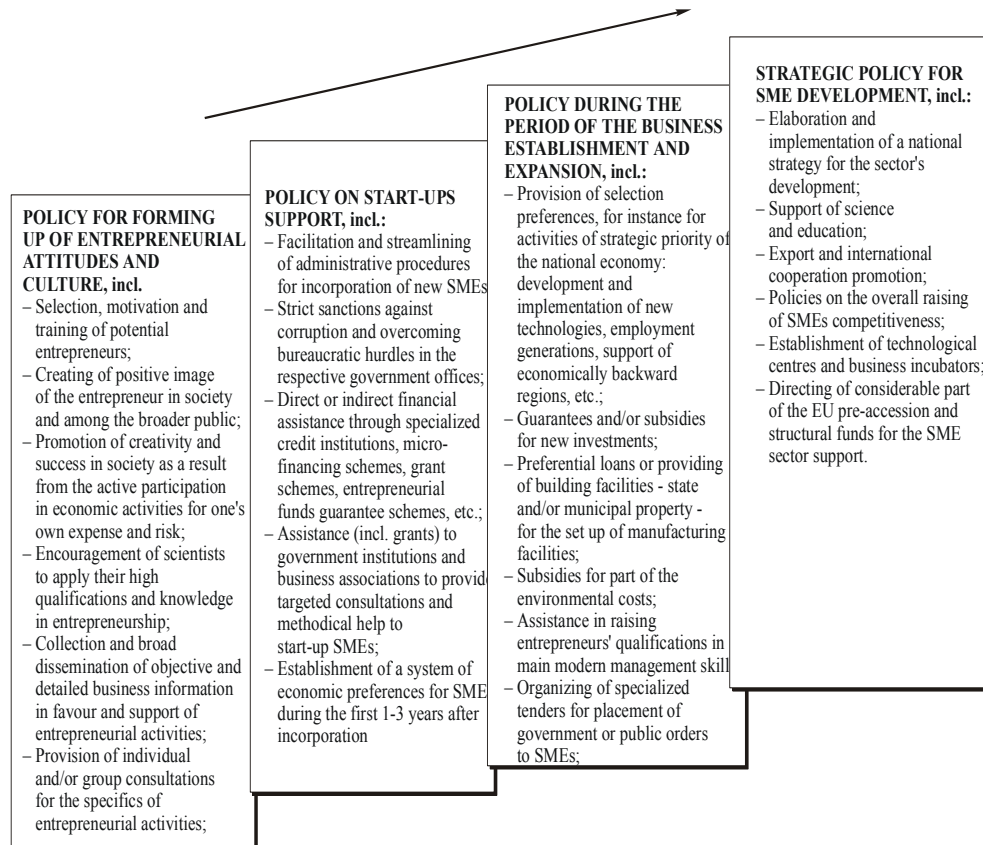 POLICY FOR FORMING
UP OF ENTREPRENEURIAL
ATTITUDES AND
CULTURE, incl.
– Selection, motivation and
training of potential
entrepreneurs;
– Creating of positive image
of the entrepreneur in society
and among the broader public;
– Promotion of creativity and
success in society as a result
from the active participation
in economic activities for one's
own expense and risk;
– Encouragement of scientists
to apply their high
qualifications and knowledge
in entrepreneurship;
– Collection and broad
dissemination of objective and
detailed business information
in favour and support of
entrepreneurial activities;
– Provision of individual
and/or group consultations
for the specifics of
entrepreneurial activities;
POLICY ON START-UPS
SUPPORT, incl.:
– Facilitation and streamlining
of administrative procedures
for incorporation of new SMEs
– Strict sanctions against
corruption and overcoming
bureaucratic hurdles in the
respective government offices;
– Direct or indirect financial
assistance through specialized
credit institutions, micro-
financing schemes, grant
schemes, entrepreneurial
funds guarantee schemes, etc.;
– Assistance (incl. grants) to
government institutions and
business associations to provide
targeted consultations and
methodical help to
start-up SMEs;
– Establishment of a system of
economic preferences for SME
during the first 1-3 years after
incorporation
POLICY DURING THE
PERIOD OF THE BUSINESS
ESTABLISHMENT AND
EXPANSION, incl.:
– Provision of selection
preferences, for instance for
activities of strategic priority of
the national economy:
development and
implementation of new
technologies, employment
generations, support of
economically backward
regions, etc.;
– Guarantees and/or subsidies
for new investments;
– Preferential loans or providing
of building facilities - state
and/or municipal property -
for the set up of manufacturing
facilities;
– Subsidies for part of the
environmental costs;
– Assistance in raising
entrepreneurs' qualifications in
main modern management skill
– Organizing of specialized
tenders for placement of
government or public orders
to SMEs;
STRATEGIC POLICY FOR
SME DEVELOPMENT, incl.:
– Elaboration and
implementation of a national
strategy for the sector's
development;
– Support of science
and education;
– Export and international
cooperation promotion;
– Policies on the overall raising
of SMEs competitiveness;
– Establishment of technological
centres and business incubators;
– Directing of considerable part
of the EU pre-accession and
structural funds for the SME
sector support.